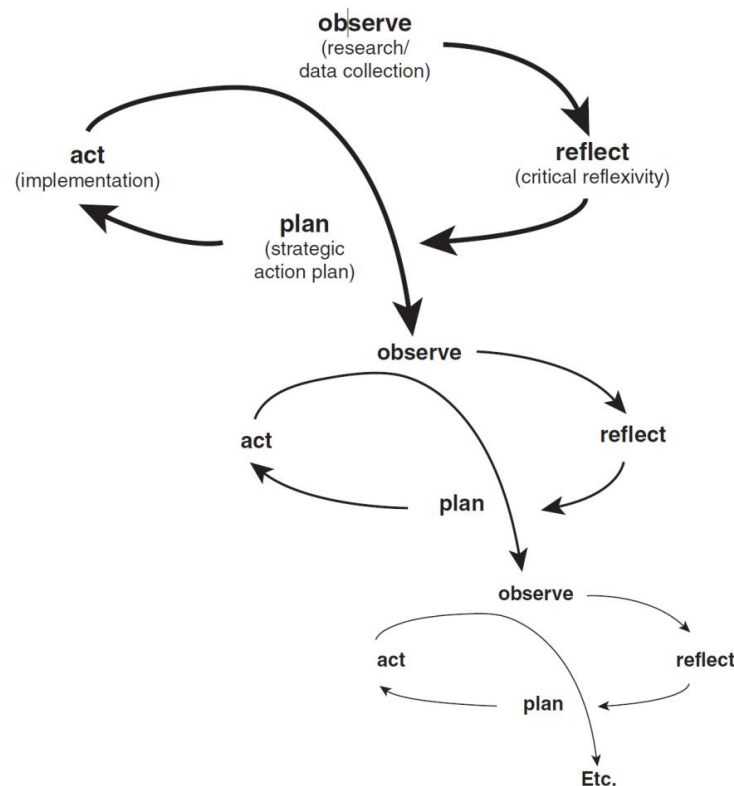 observe
(research/
data collection)
reflect
(critical reflexivity)
plan
(strategic
action plan)
act
(implementation)
observe
reflect
plan
act
observe
reflect
plan
act
Etc.